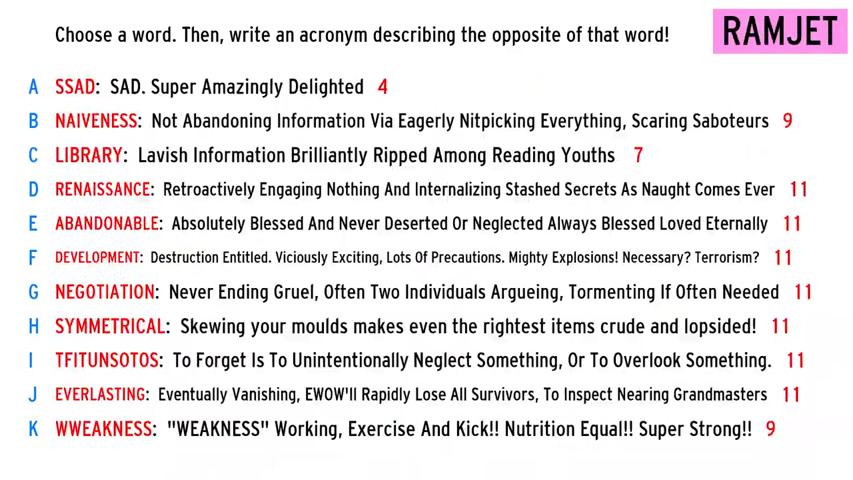 Choose a word. Then, write an acronym describing the opposite of that word!
RAMJET
A SSAD: SAD. Super Amazingly Delighted 4
B NAIVENESS: Not Abandoning Information Via Eagerly Nitpicking Everything, Scaring Saboteurs 9
C LIBRARY: Lavish Information Brilliantly Ripped Among Reading Youths 7
D RENAISSANCE: Retroactively Engaging Nothing And Internalizing Stashed Secrets As Naught Comes Ever 11
E ABANDONABLE: Absolutely Blessed And Never Deserted Or Neglected Always Blessed Loved Eternally 11
F DEVELOPMENT: Destruction Entitled. Viciously Exciting, Lots Of Precautions. Mighty Explosions! Necessary? Terrorism? 11
G NEGOTIATION: Never Ending Gruel, Often Two Individuals Argueing, Tormenting If Often Needed 11
H SYMMETRICAL: Skewing your moulds makes even the rightest items crude and lopsided! 11
I TFITUNSOTOS: To Forget Is To Unintentionally Neglect Something, Or To Overlook Something. 11
J EVERLASTING: Eventually Vanishing, EWOW'll Rapidly Lose All Survivors, To Inspect Nearing Grandmasters 11
K WWEAKNESS: "WEAKNESS" Working, Exercise And Kick!! Nutrition Equal!! Super Strong!! 9